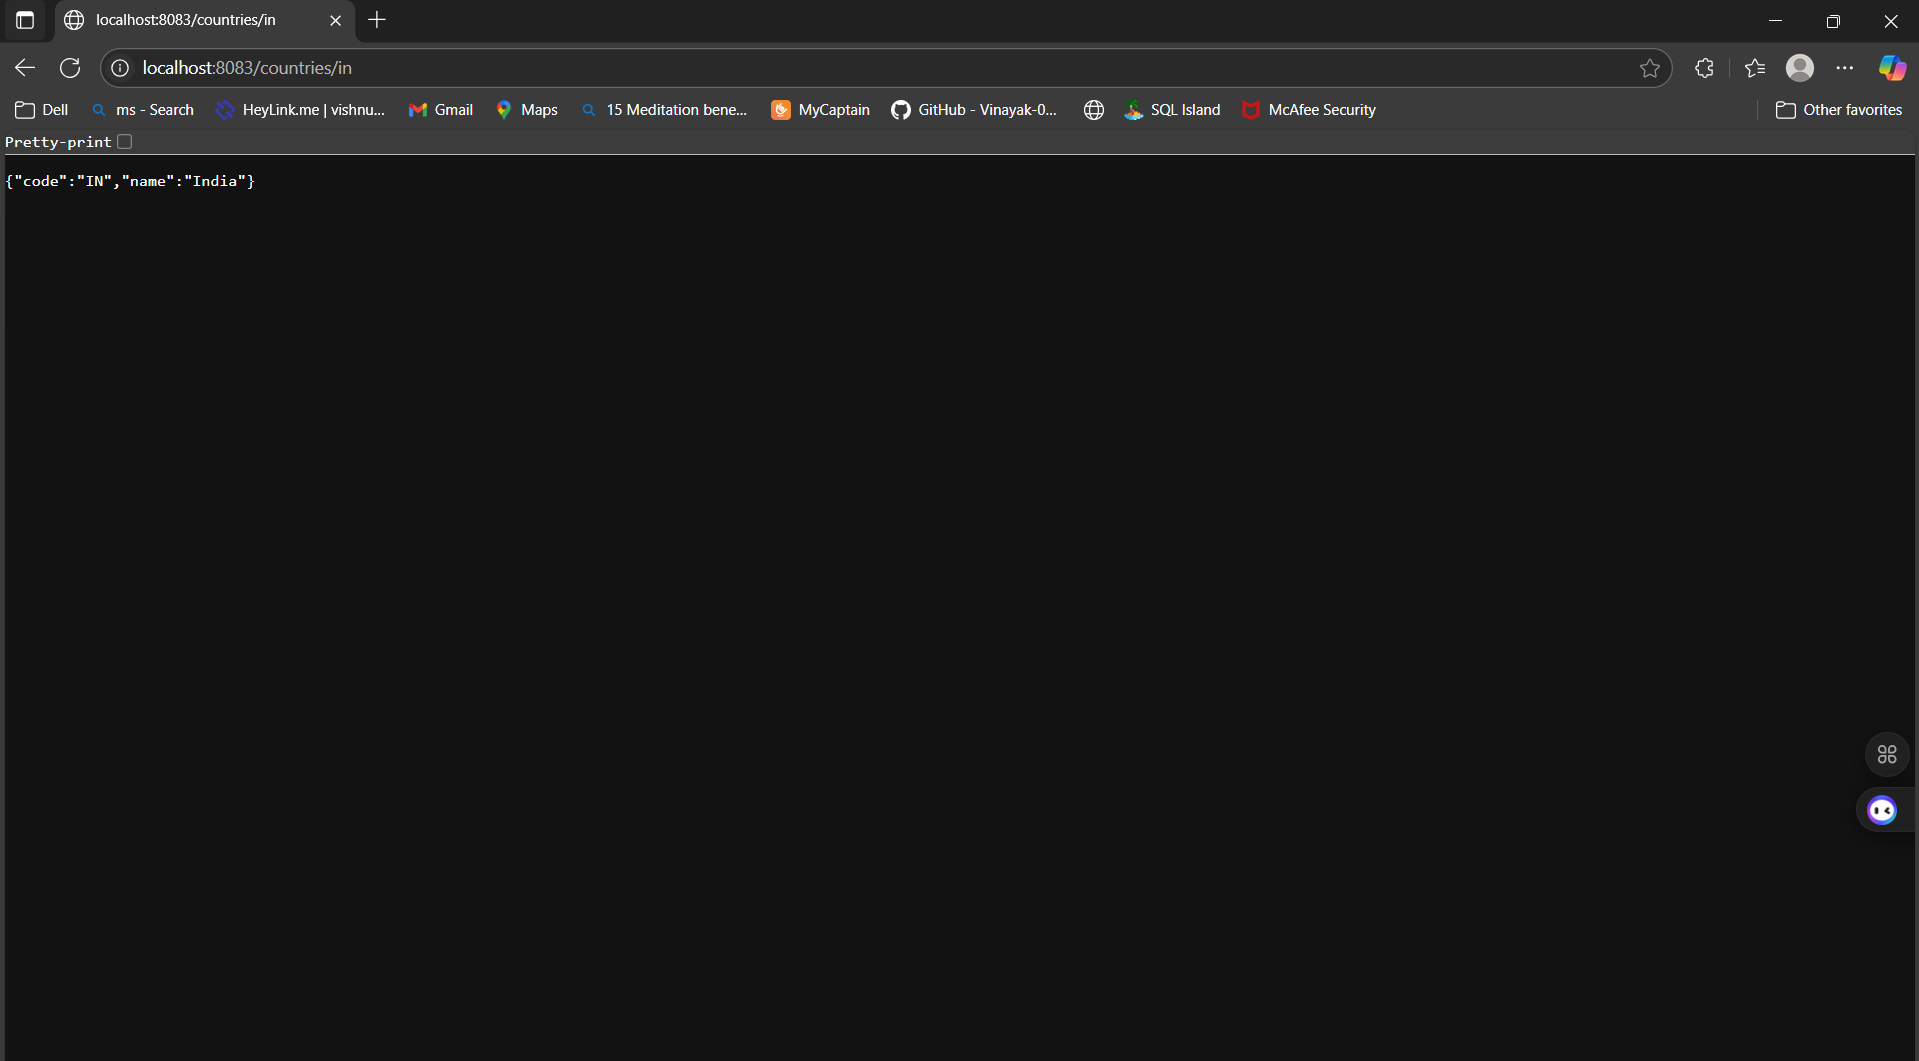 localhost:8083/countries/in
localhost:8083/countries/in
Dell ms - Search HeyLink.me | vishnu... Gmail Maps 15 Meditation bene... MyCaptain GitHub - Vinayak-0... SQL Island McAfee Security Other favorites
Pretty-print
{"code":"IN","name":"India"}